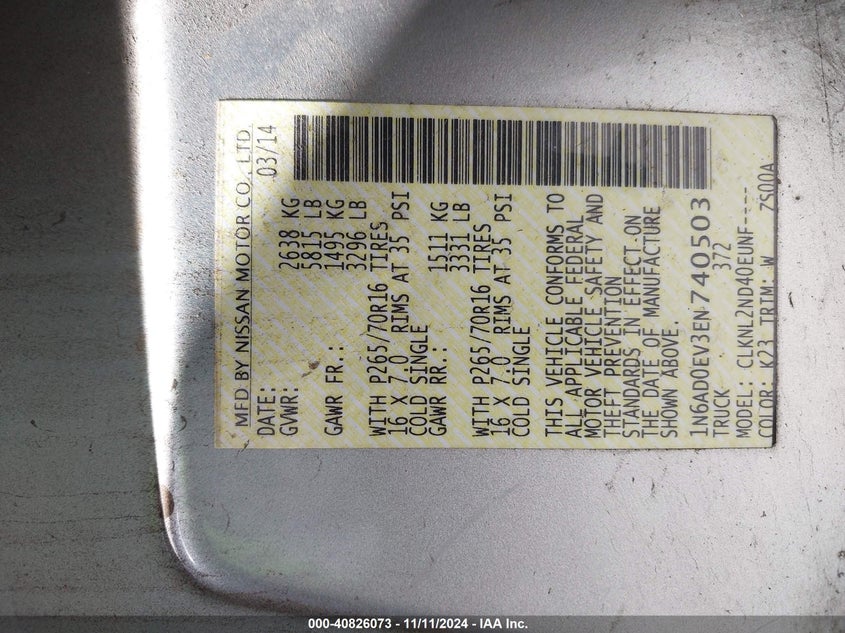 MFD BY NISSAN MOTOR CO., LTD.
DATE: 03/14
GVWR: 2638 KG
5815 LB
GAWR FR.: 1495 KG
3296 LB
WITH P265/70R16 TIRES
16 X 7.0 RIMS AT 35 PSI
COLD SINGLE
GAWR RR.: 1511 KG
3331 LB
WITH P265/70R16 TIRES
16 X 7.0 RIMS AT 35 PSI
COLD SINGLE
THIS VEHICLE CONFORMS TO
ALL APPLICABLE FEDERAL
MOTOR VEHICLE SAFETY AND
THEFT PREVENTION
STANDARDS IN EFFECT ON
THE DATE OF MANUFACTURE
SHOWN ABOVE.
1N6AD0EV3EN740503
TRUCK 372
MODEL: CLKNL2ND40EUNF----
COLOR: K23 TRIM: W 7S00A
000-40826073 - 11/11/2024 - IAA Inc.